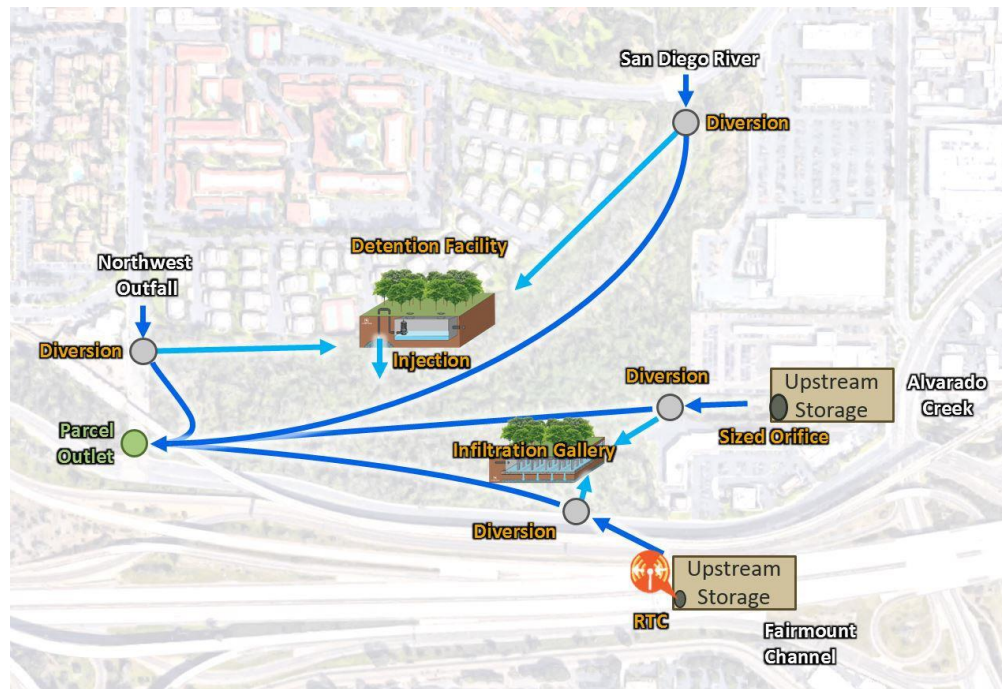 San Diego River
Diversion
Detention Facility
Northwest
Outfall
Diversion
Injection
Diversion
Upstream
Storage
Alvarado
Creek
Sized Orifice
Parcel
Outlet
Infiltration Gallery
Diversion
Upstream
Storage
RTC
Fairmount
Channel